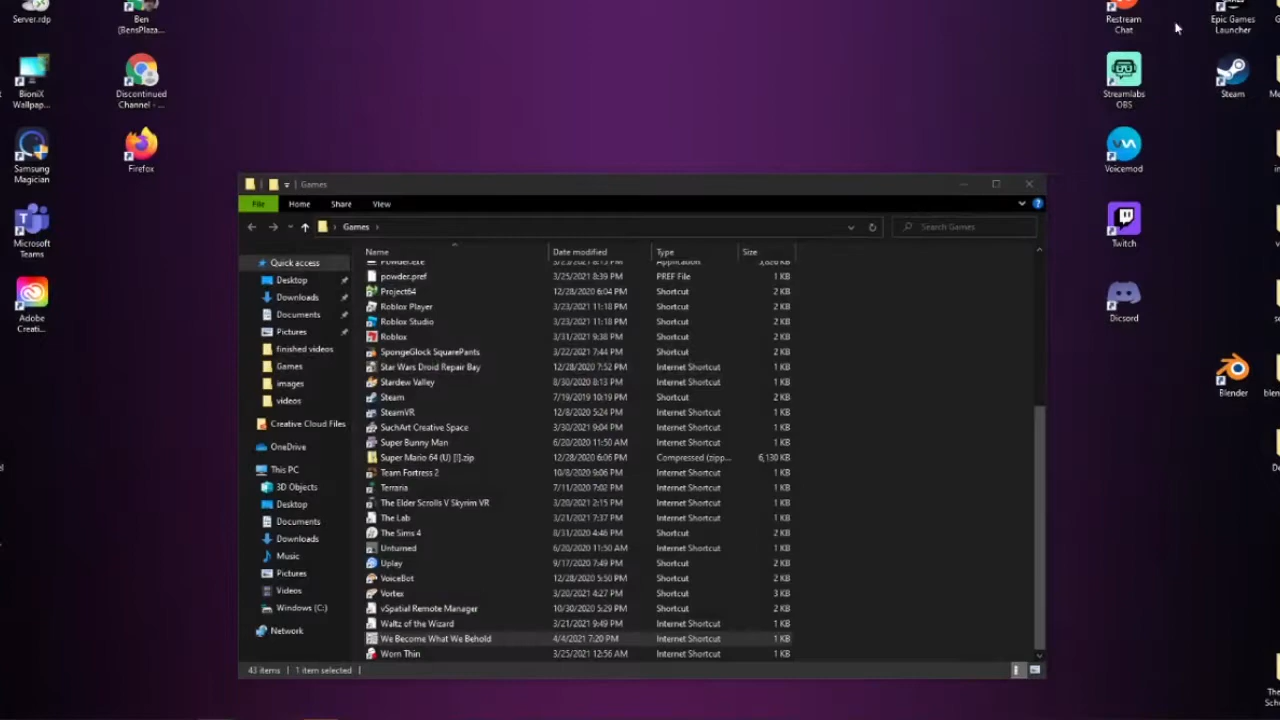 Server.rdp
Ben
(BensPlaza...
Restream
Chat
Epic Games
Launcher
BioniX
Wallpap...
Discontinued
Channel - ...
Streamlabs
OBS
Steam
Samsung
Magician
Firefox
Voicemod
Microsoft
Teams
Twitch
Adobe
Creati...
Dicsord
Blender
Games
File Home Share View
Games
Search Games
Name Date modified Type Size
Powder.exe 3/23/2021 8:13 PM Application
powder.pref 3/25/2021 8:39 PM PREF File 1 KB
Project64 12/28/2020 6:04 PM Shortcut 2 KB
Roblox Player 3/23/2021 11:18 PM Shortcut 2 KB
Roblox Studio 3/23/2021 11:18 PM Shortcut 2 KB
Roblox 3/31/2021 9:38 PM Shortcut 2 KB
SpongeGlock SquarePants 3/22/2021 7:44 PM Shortcut 2 KB
Star Wars Droid Repair Bay 12/28/2020 7:52 PM Internet Shortcut 1 KB
Stardew Valley 8/30/2020 8:13 PM Internet Shortcut 1 KB
Steam 7/19/2019 10:19 PM Shortcut 2 KB
SteamVR 12/8/2020 5:24 PM Internet Shortcut 1 KB
SuchArt Creative Space 3/30/2021 9:04 PM Internet Shortcut 1 KB
Super Bunny Man 6/20/2020 11:50 AM Internet Shortcut 1 KB
Super Mario 64 (U) [!].zip 12/28/2020 6:06 PM Compressed (zipp... 6,130 KB
Team Fortress 2 10/8/2020 9:06 PM Internet Shortcut 1 KB
Terraria 7/11/2020 7:02 PM Internet Shortcut 1 KB
The Elder Scrolls V Skyrim VR 3/20/2021 2:15 PM Internet Shortcut 1 KB
The Lab 3/21/2021 7:37 PM Internet Shortcut 1 KB
The Sims 4 8/31/2020 4:46 PM Shortcut 2 KB
Unturned 6/20/2020 11:50 AM Internet Shortcut 1 KB
Uplay 9/17/2020 7:49 PM Shortcut 2 KB
VoiceBot 12/28/2020 5:50 PM Shortcut 2 KB
Vortex 3/20/2021 4:27 PM Shortcut 3 KB
vSpatial Remote Manager 10/30/2020 5:29 PM Shortcut 2 KB
Waltz of the Wizard 3/21/2021 9:49 PM Internet Shortcut 1 KB
We Become What We Behold 4/4/2021 7:20 PM Internet Shortcut 1 KB
Worn Thin 3/25/2021 12:56 AM Internet Shortcut 1 KB
Quick access
Desktop
Downloads
Documents
Pictures
finished videos
Games
images
videos
Creative Cloud Files
OneDrive
This PC
3D Objects
Desktop
Documents
Downloads
Music
Pictures
Videos
Windows (C:)
Network
43 items 1 item selected